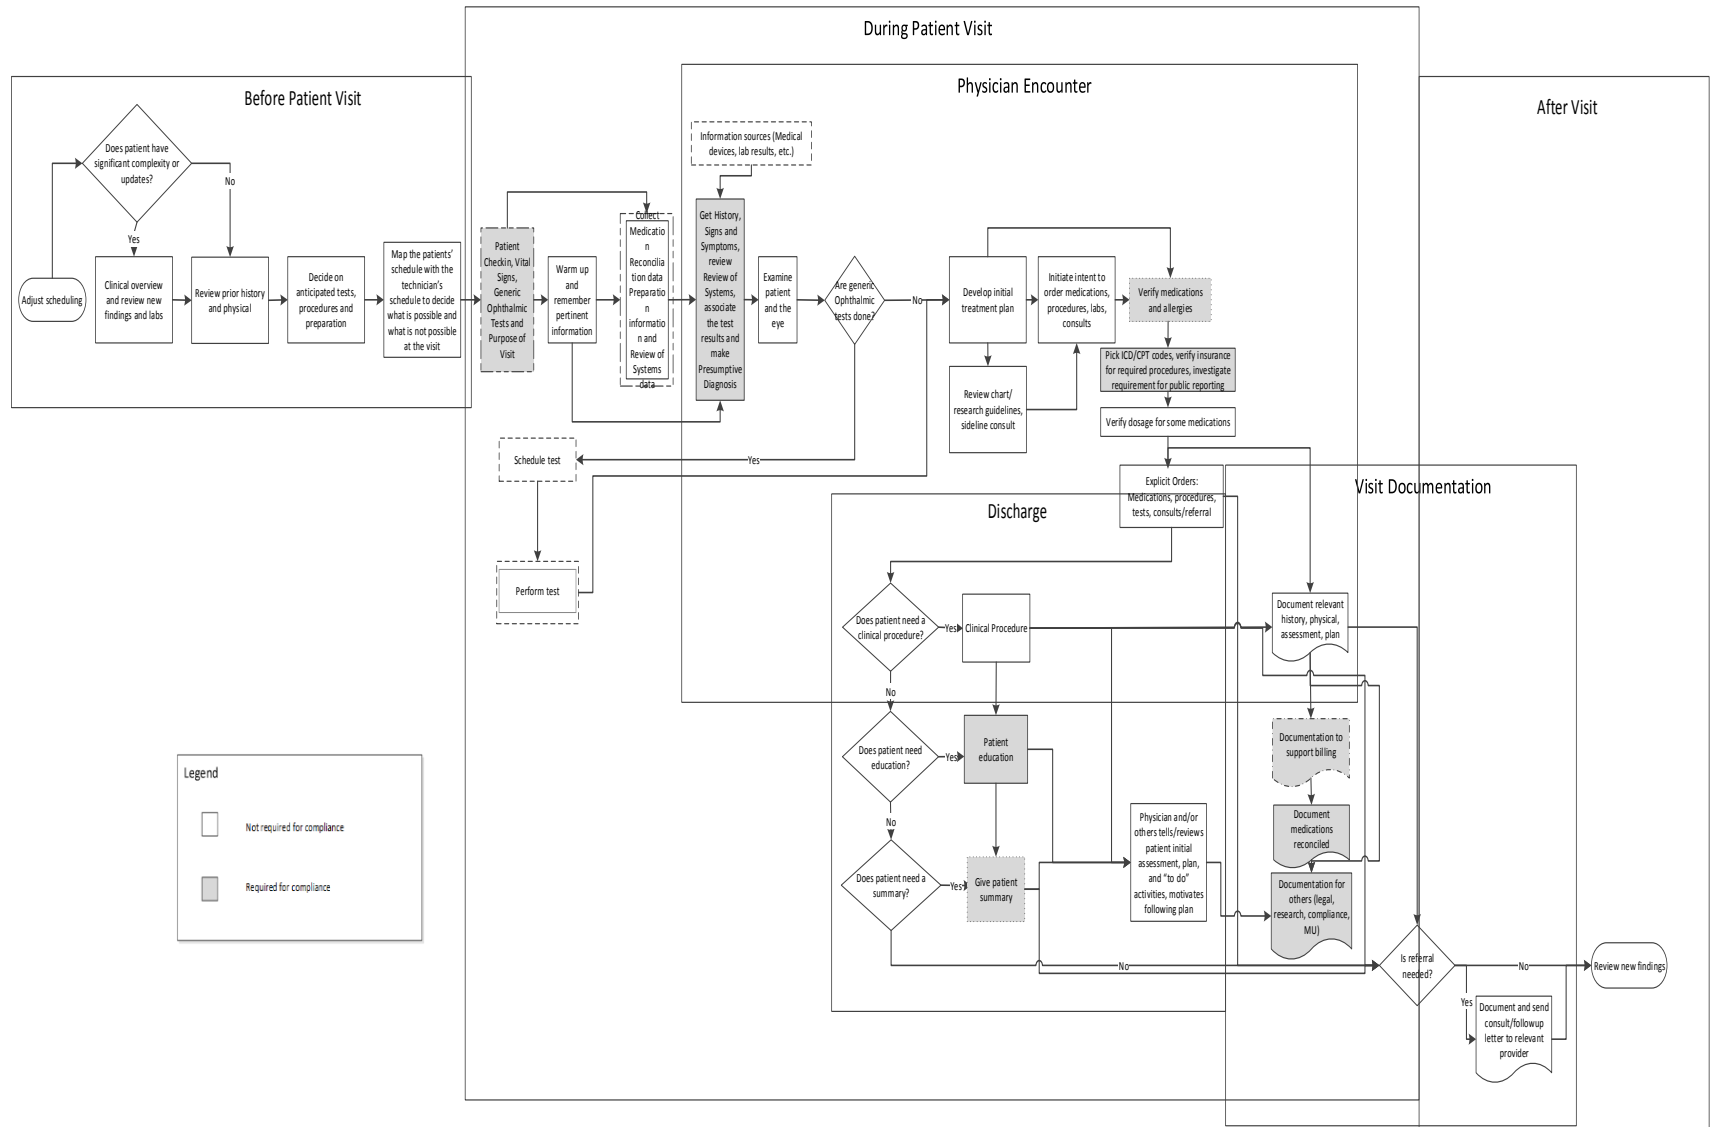 During Patient Visit
Before Patient Visit
Physician Encounter
After Visit
Does patient have
significant complexity or
updates?
No
Yes
Adjust scheduling
Clinical overview
and review new
findings and labs
Review prior history
and physical
Decide on
anticipated tests,
procedures and
preparation
Map the patients’
schedule with the
technician’s
schedule to decide
what is possible and
what is not possible
at the visit
Patient
Checkin, Vital
Signs,
Generic
Ophthalmic
Tests and
Purpose of
Visit
Warm up
and
remember
pertinent
information
Collect
Medicatio
n
Reconcilia
tion data
Preparatio
n
informatio
n and
Review of
Systems
data
Information sources (Medical
devices, lab results, etc.)
Get History,
Signs and
Symptoms,
review
Review of
Systems,
associate
the test
results and
make
Presumptive
Diagnosis
Examine
patient
and the
eye
Are generic
Ophthalmic
tests done?
No
Yes
Schedule test
Perform test
Develop initial
treatment plan
Initiate intent to
order medications,
procedures, labs,
consults
Verify medications
and allergies
Review chart/
research guidelines,
sideline consult
Pick ICD/CPT codes, verify insurance
for required procedures, investigate
requirement for public reporting
Verify dosage for some medications
Explicit Orders:
Medications, procedures,
tests, consults/referral
Visit Documentation
Discharge
Does patient need a
clinical procedure?
Yes
Clinical Procedure
No
Does patient need
education?
Yes
Patient
education
No
Does patient need a
summary?
Yes
Give patient
summary
No
Physician and/or
others tells/reviews
patient initial
assessment, plan,
and “to do”
activities, motivates
following plan
Document relevant
history, physical,
assessment, plan
Documentation to
support billing
Document
medications
reconciled
Documentation for
others (legal,
research, compliance,
MU)
Is referral
needed?
No
Yes
Document and send
consult/followup
letter to relevant
provider
Review new findings
Legend
Not required for compliance
Required for compliance